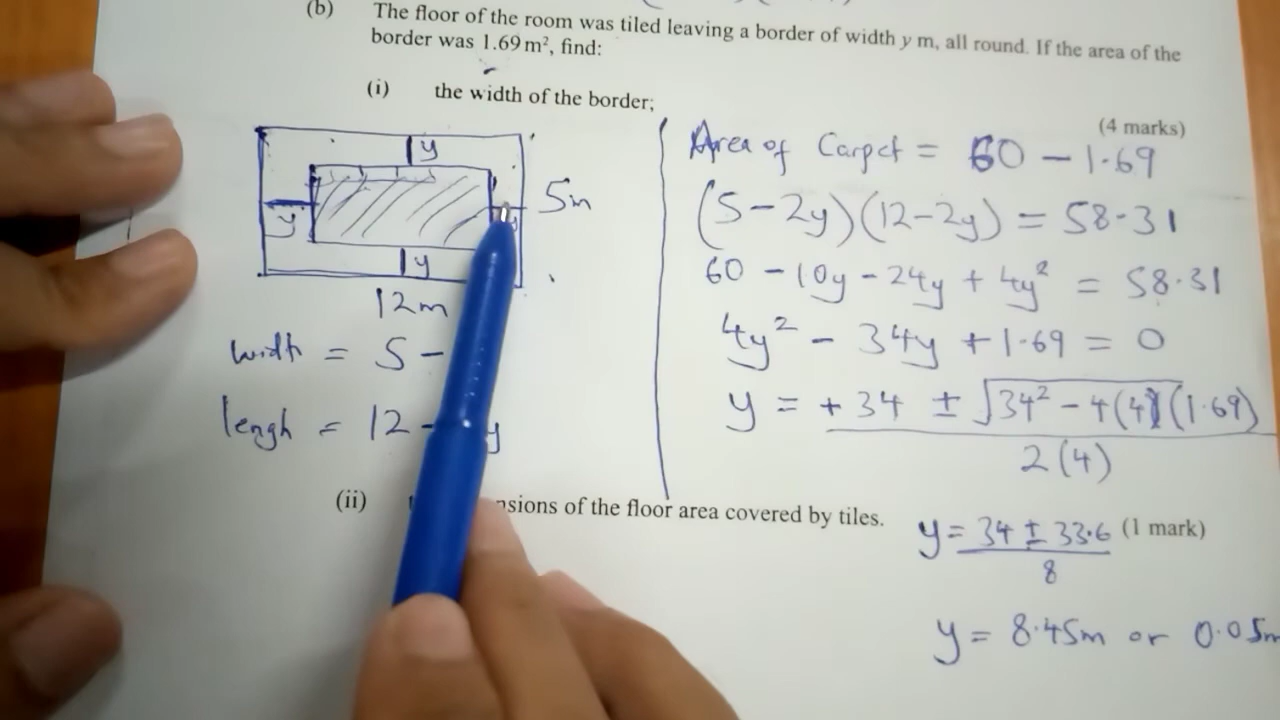 (b) The floor of the room was tiled leaving a border of width y m, all round. If the area of the
border was 1.69 m², find:
(i) the width of the border;
(4 marks)
y
y
5m
y
12m
width = 5 -
lengh = 12 - y
Area of Carpet = 60 - 1.69
(5-2y)(12-2y) = 58.31
60 - 10y - 24y + 4y² = 58.31
4y² - 34y + 1.69 = 0
y = +34 ± √34² - 4(4)(1.69)
2(4)
(ii) nsions of the floor area covered by tiles.
(1 mark)
y = 34 ± 33.6
8
y = 8.45m or 0.05m